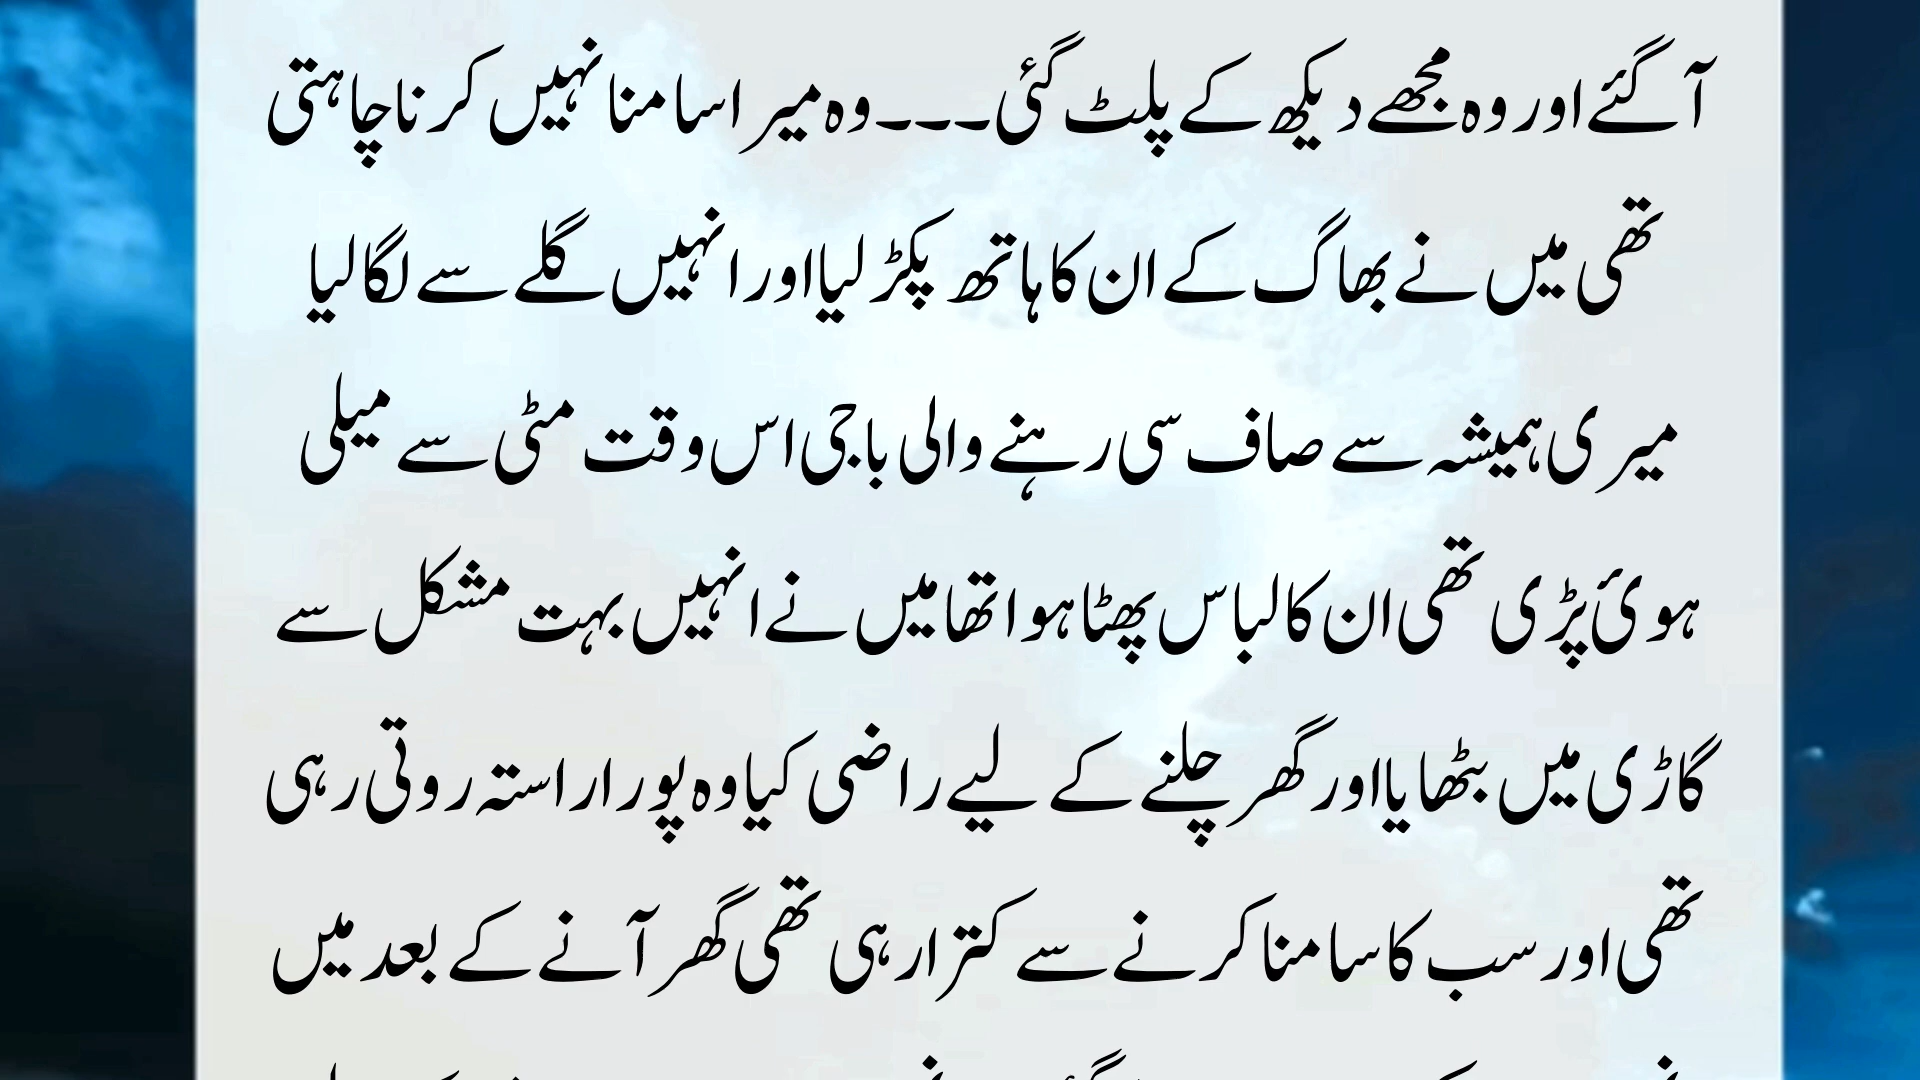 آگئے اور وہ مجھے دیکھ کے پلٹ گئی۔۔۔وہ میرا سامنا نہیں کرنا چاہتی
تھی میں نے بھاگ کے ان کا ہاتھ پکڑ لیا اور انہیں گلے سے لگا لیا
میری ہمیشہ سے صاف سی رہنے والی باجی اس وقت مٹی سے میلی
ہوئ پڑی تھی ان کا لباس پھٹا ہوا تھا میں نے انہیں بہت مشکل سے
گاڑی میں بٹھایا اور گھر چلنے کے لیے راضی کیا وہ پورا راستہ روتی رہی
تھی اور سب کا سامنا کرنے سے کترا رہی تھی گھر آنے کے بعد میں